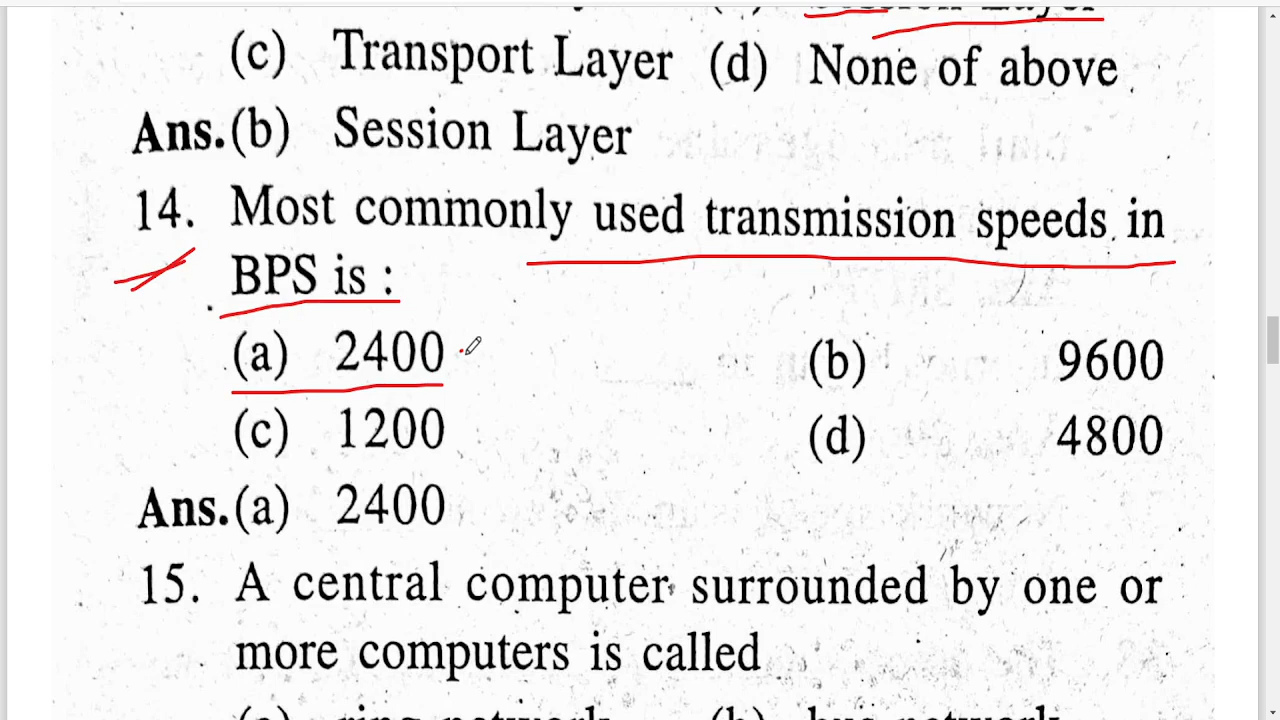 (c) Transport Layer (d) None of above
Ans.(b) Session Layer
14. Most commonly used transmission speeds in
BPS is :
(a) 2400 (b) 9600
(c) 1200 (d) 4800
Ans.(a) 2400
15. A central computer surrounded by one or
more computers is called